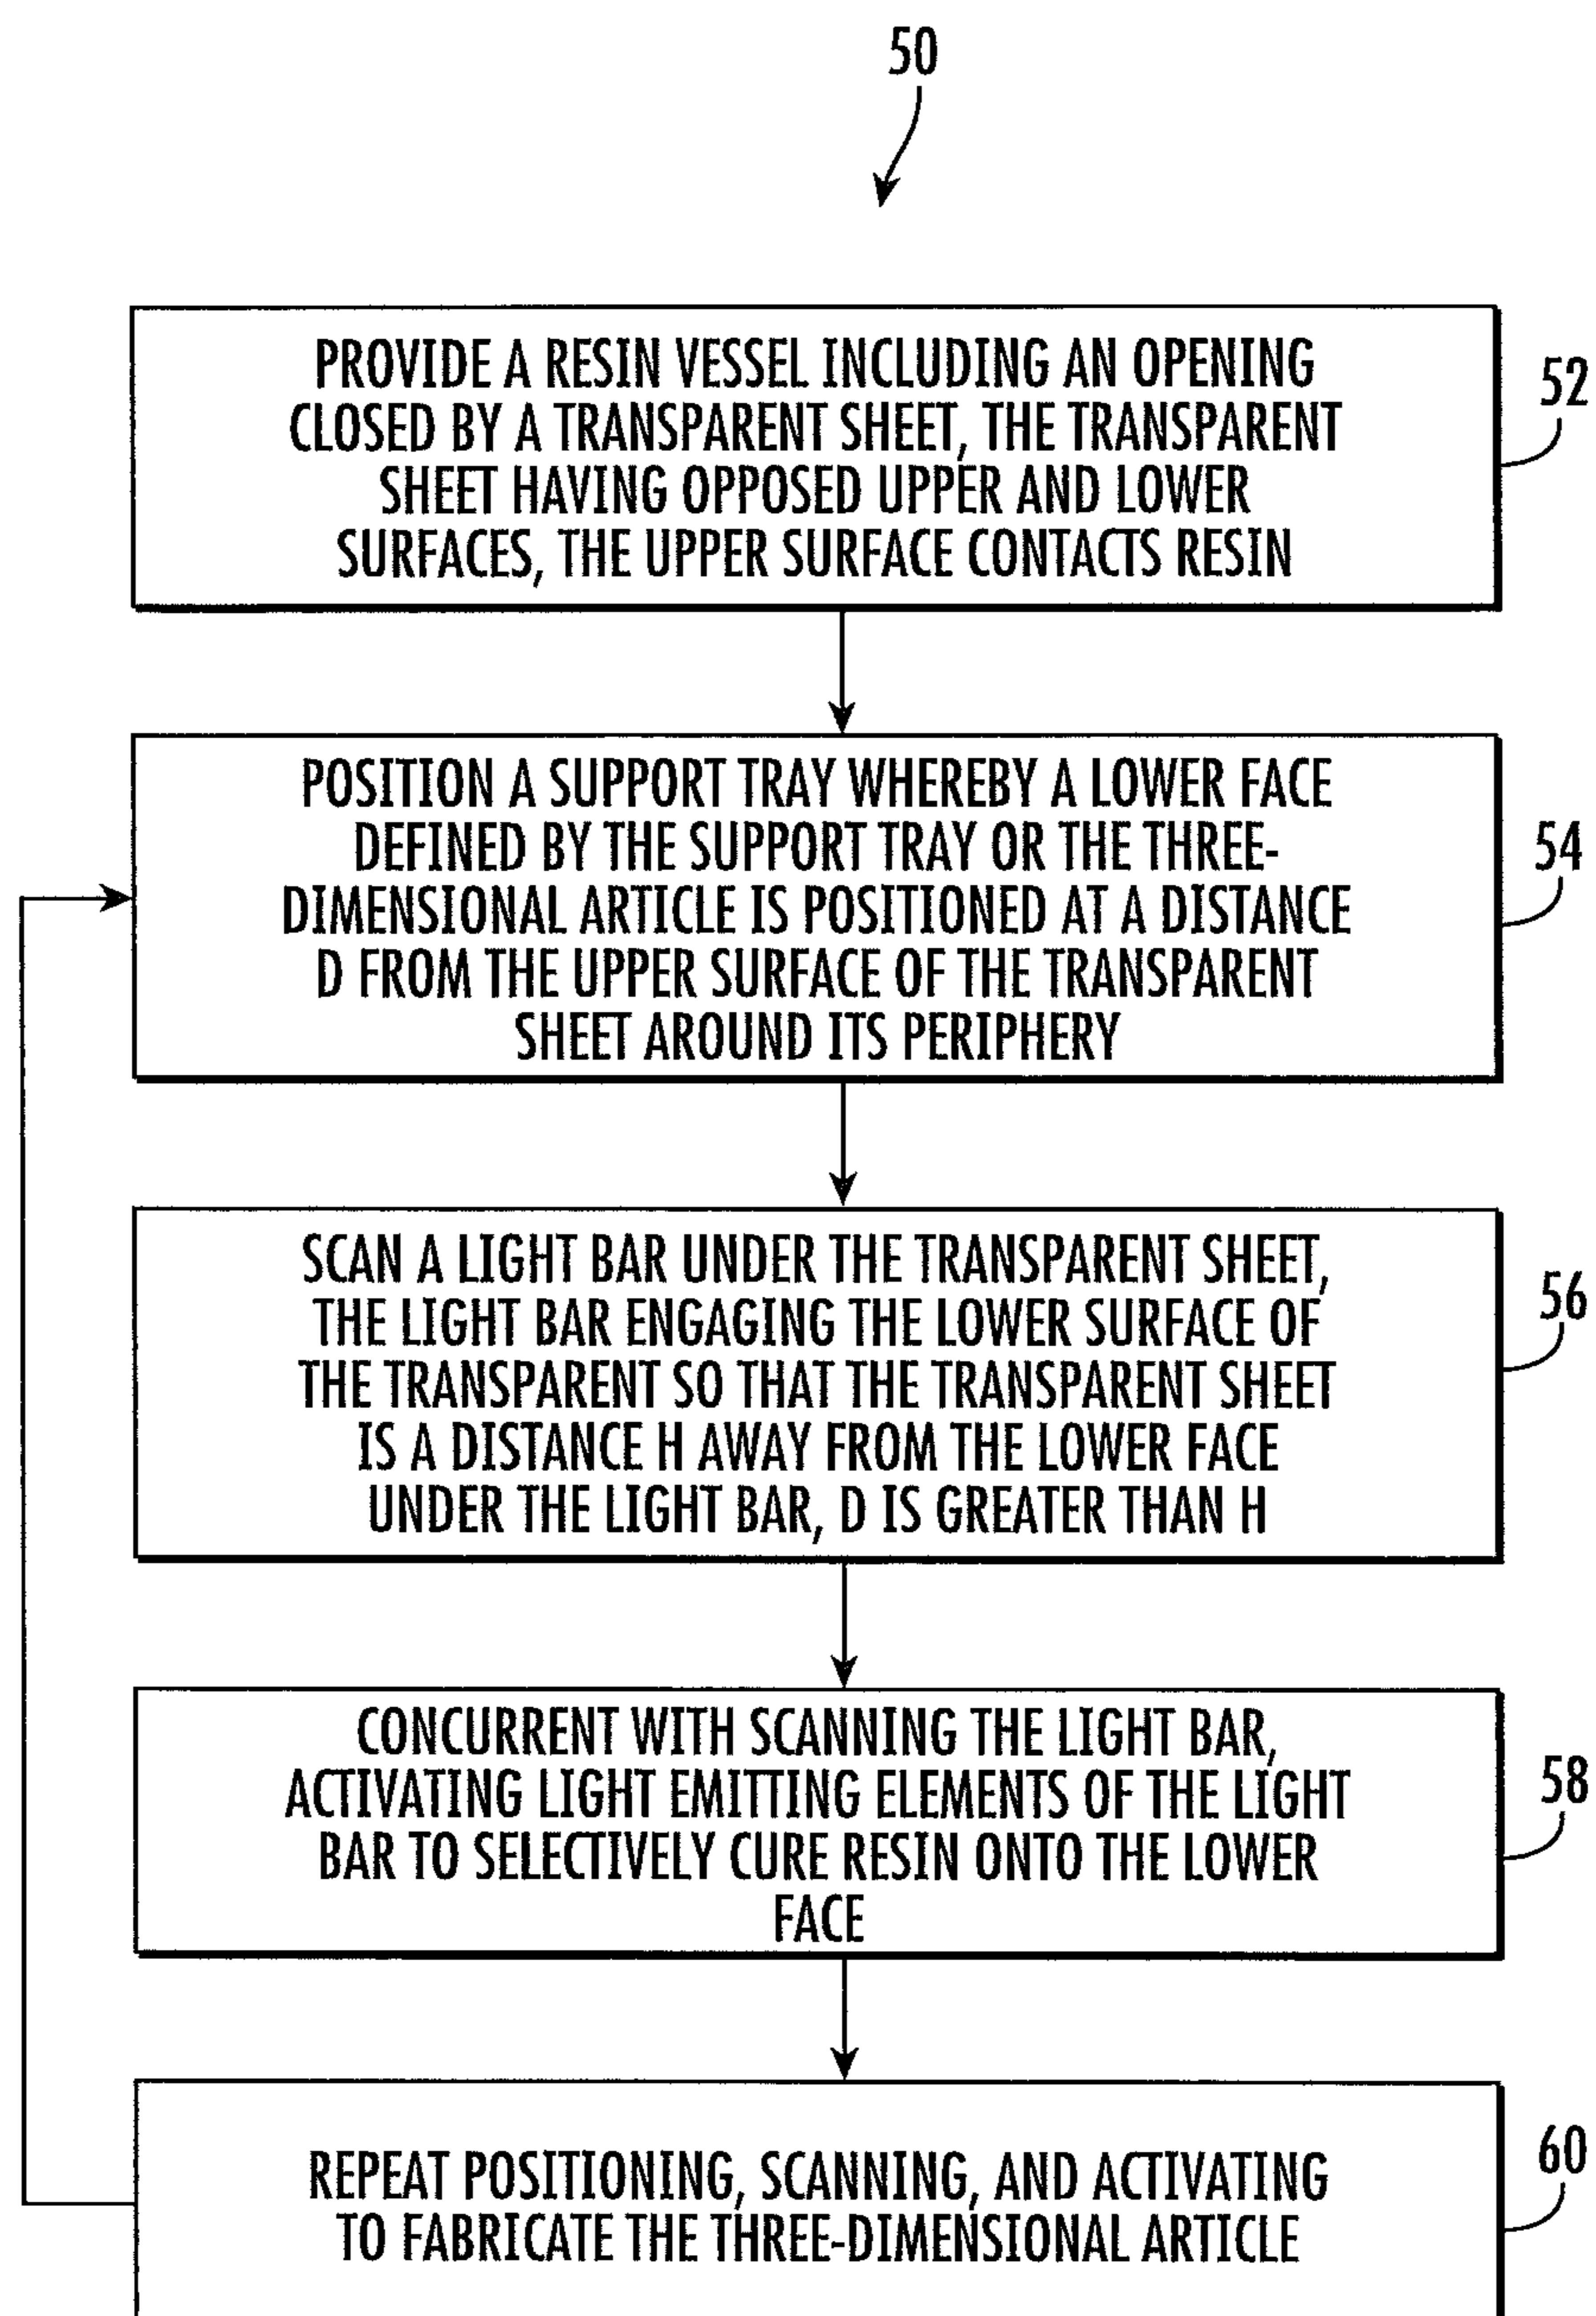 50
PROVIDE A RESIN VESSEL INCLUDING AN OPENING
CLOSED BY A TRANSPARENT SHEET, THE TRANSPARENT
SHEET HAVING OPPOSED UPPER AND LOWER
SURFACES, THE UPPER SURFACE CONTACTS RESIN
52
POSITION A SUPPORT TRAY WHEREBY A LOWER FACE
DEFINED BY THE SUPPORT TRAY OR THE THREE-
DIMENSIONAL ARTICLE IS POSITIONED AT A DISTANCE
D FROM THE UPPER SURFACE OF THE TRANSPARENT
SHEET AROUND ITS PERIPHERY
54
SCAN A LIGHT BAR UNDER THE TRANSPARENT SHEET,
THE LIGHT BAR ENGAGING THE LOWER SURFACE OF
THE TRANSPARENT SO THAT THE TRANSPARENT SHEET
IS A DISTANCE H AWAY FROM THE LOWER FACE
UNDER THE LIGHT BAR, D IS GREATER THAN H
56
CONCURRENT WITH SCANNING THE LIGHT BAR,
ACTIVATING LIGHT EMITTING ELEMENTS OF THE LIGHT
BAR TO SELECTIVELY CURE RESIN ONTO THE LOWER
FACE
58
REPEAT POSITIONING, SCANNING, AND ACTIVATING
TO FABRICATE THE THREE-DIMENSIONAL ARTICLE
60